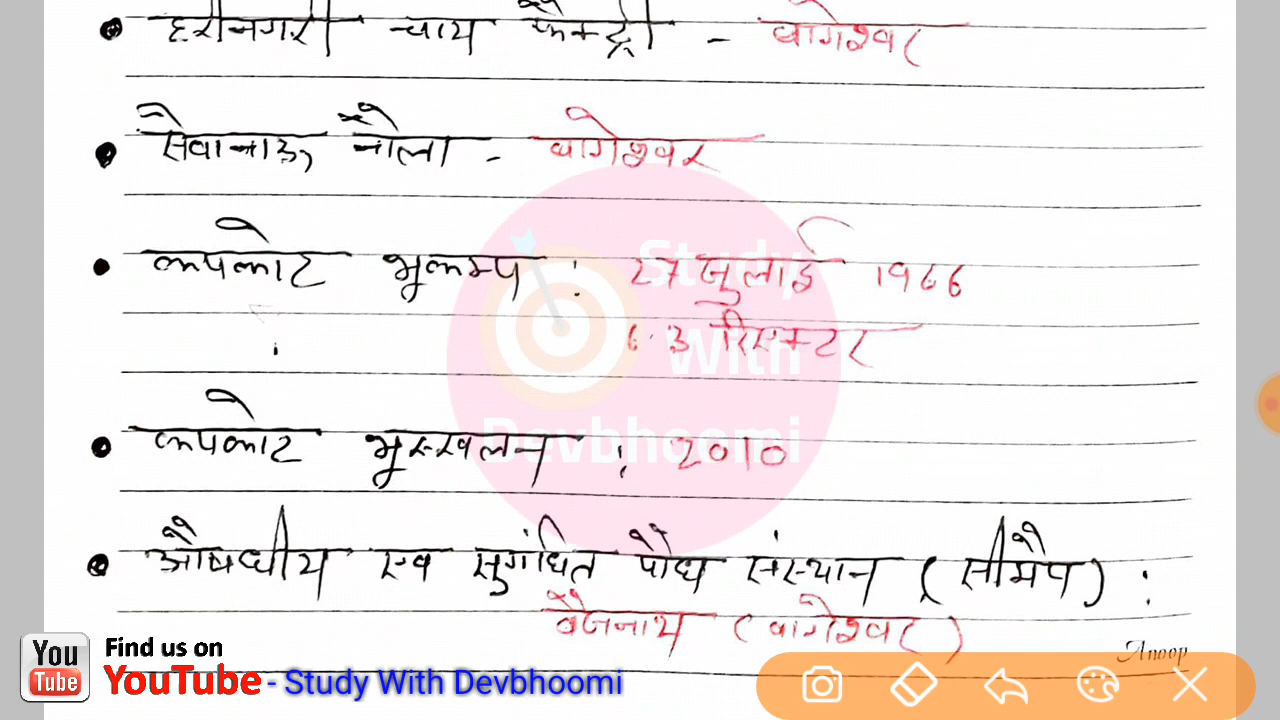 हरीनगरी चाय फैक्ट्री - बागेश्वर
सेवानाऊ नौला - बागेश्वर
कपकोट भूकम्प : 27 जुलाई 1966
6.3 रिएक्टर
कपकोट भूस्खलन : 2010
औषधीय एव सुगंधित पौध संस्थान (सीमैप) :
बैजनाथ (बागेश्वर)
Study
With
Devbhoomi
Anoop
You
Tube
Find us on
YouTube - Study With Devbhoomi